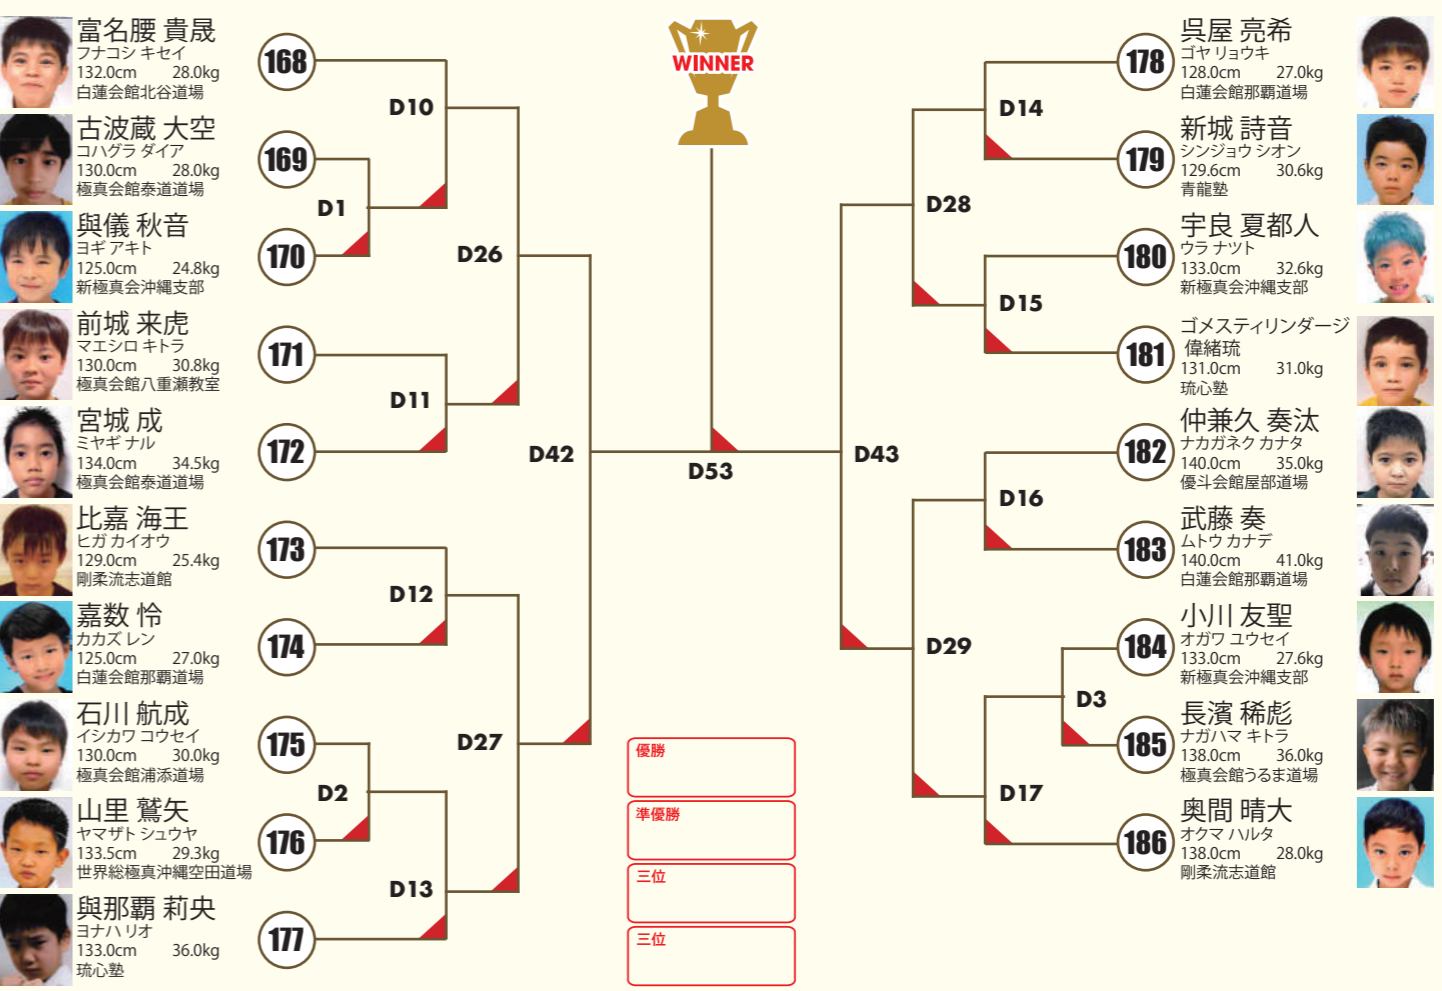 富名腰 貴晟
フナコシ キセイ
132.0cm 28.0kg
白蓮会館北谷道場
168
古波蔵 大空
コハグラ ダイア
130.0cm 28.0kg
極真会館泰道道場
169
與儀 秋音
ヨギ アキト
125.0cm 24.8kg
新極真会沖縄支部
170
前城 来虎
マエシロ キトラ
130.0cm 30.8kg
極真会館八重瀬教室
171
宮城 成
ミヤギ ナル
134.0cm 34.5kg
極真会館泰道道場
172
比嘉 海王
ヒガ カイオウ
129.0cm 25.4kg
剛柔流志道館
173
嘉数 怜
カカズ レン
125.0cm 27.0kg
白蓮会館那覇道場
174
石川 航成
イシカワ コウセイ
130.0cm 30.0kg
極真会館浦添道場
175
山里 鷲矢
ヤマザト シュウヤ
133.5cm 29.3kg
世界総極真沖縄空田道場
176
與那覇 莉央
ヨナハ リオ
133.0cm 36.0kg
琉心塾
177
D10
D1
D26
D11
D42
D12
D27
D2
D13
WINNER
D53
優勝
準優勝
三位
三位
D14
D28
D15
D43
D16
D29
D3
D17
178
呉屋 亮希
ゴヤ リョウキ
128.0cm 27.0kg
白蓮会館那覇道場
179
新城 詩音
シンジョウ シオン
129.6cm 30.6kg
青龍塾
180
宇良 夏都人
ウラ ナツト
133.0cm 32.6kg
新極真会沖縄支部
181
ゴメスティリンダージ
偉緒琉
131.0cm 31.0kg
琉心塾
182
仲兼久 奏汰
ナカガネク カナタ
140.0cm 35.0kg
優斗会館屋部道場
183
武藤 奏
ムトウ カナデ
140.0cm 41.0kg
白蓮会館那覇道場
184
小川 友聖
オガワ ユウセイ
133.0cm 27.6kg
新極真会沖縄支部
185
長濱 稀彪
ナガハマ キトラ
138.0cm 36.0kg
極真会館うるま道場
186
奥間 晴大
オクマ ハルタ
138.0cm 28.0kg
剛柔流志道館